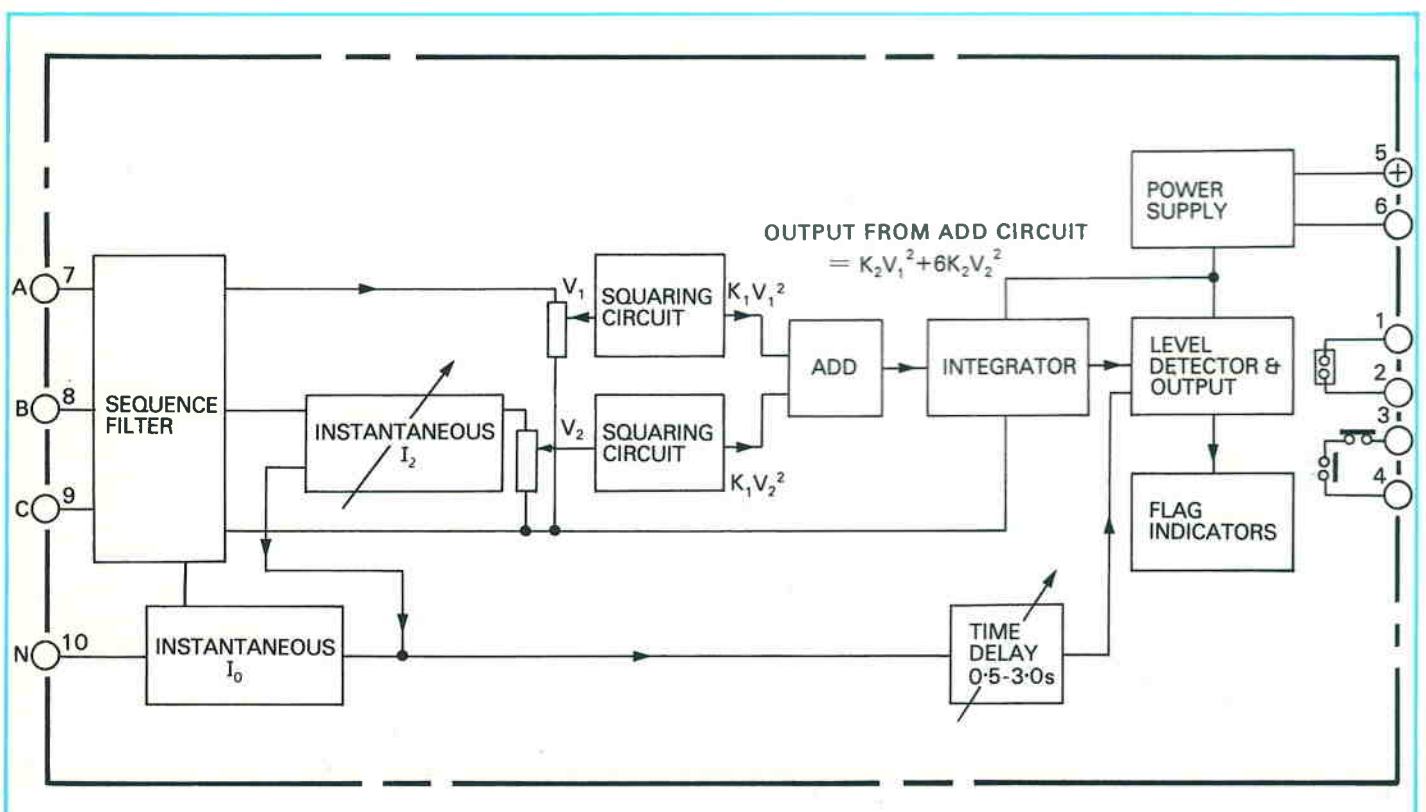 5
POWER
SUPPLY
6
OUTPUT FROM ADD CIRCUIT
= K₂V₁²+6K₂V₂²
A 7
V₁
SQUARING
CIRCUIT
K₁V₁²
ADD
INTEGRATOR
LEVEL
DETECTOR &
OUTPUT
1
2
B 8
SEQUENCE
FILTER
INSTANTANEOUS
I₂
V₂
SQUARING
CIRCUIT
K₁V₂²
3
4
C 9
FLAG
INDICATORS
N 10
INSTANTANEOUS
I₀
TIME
DELAY
0·5-3·0s